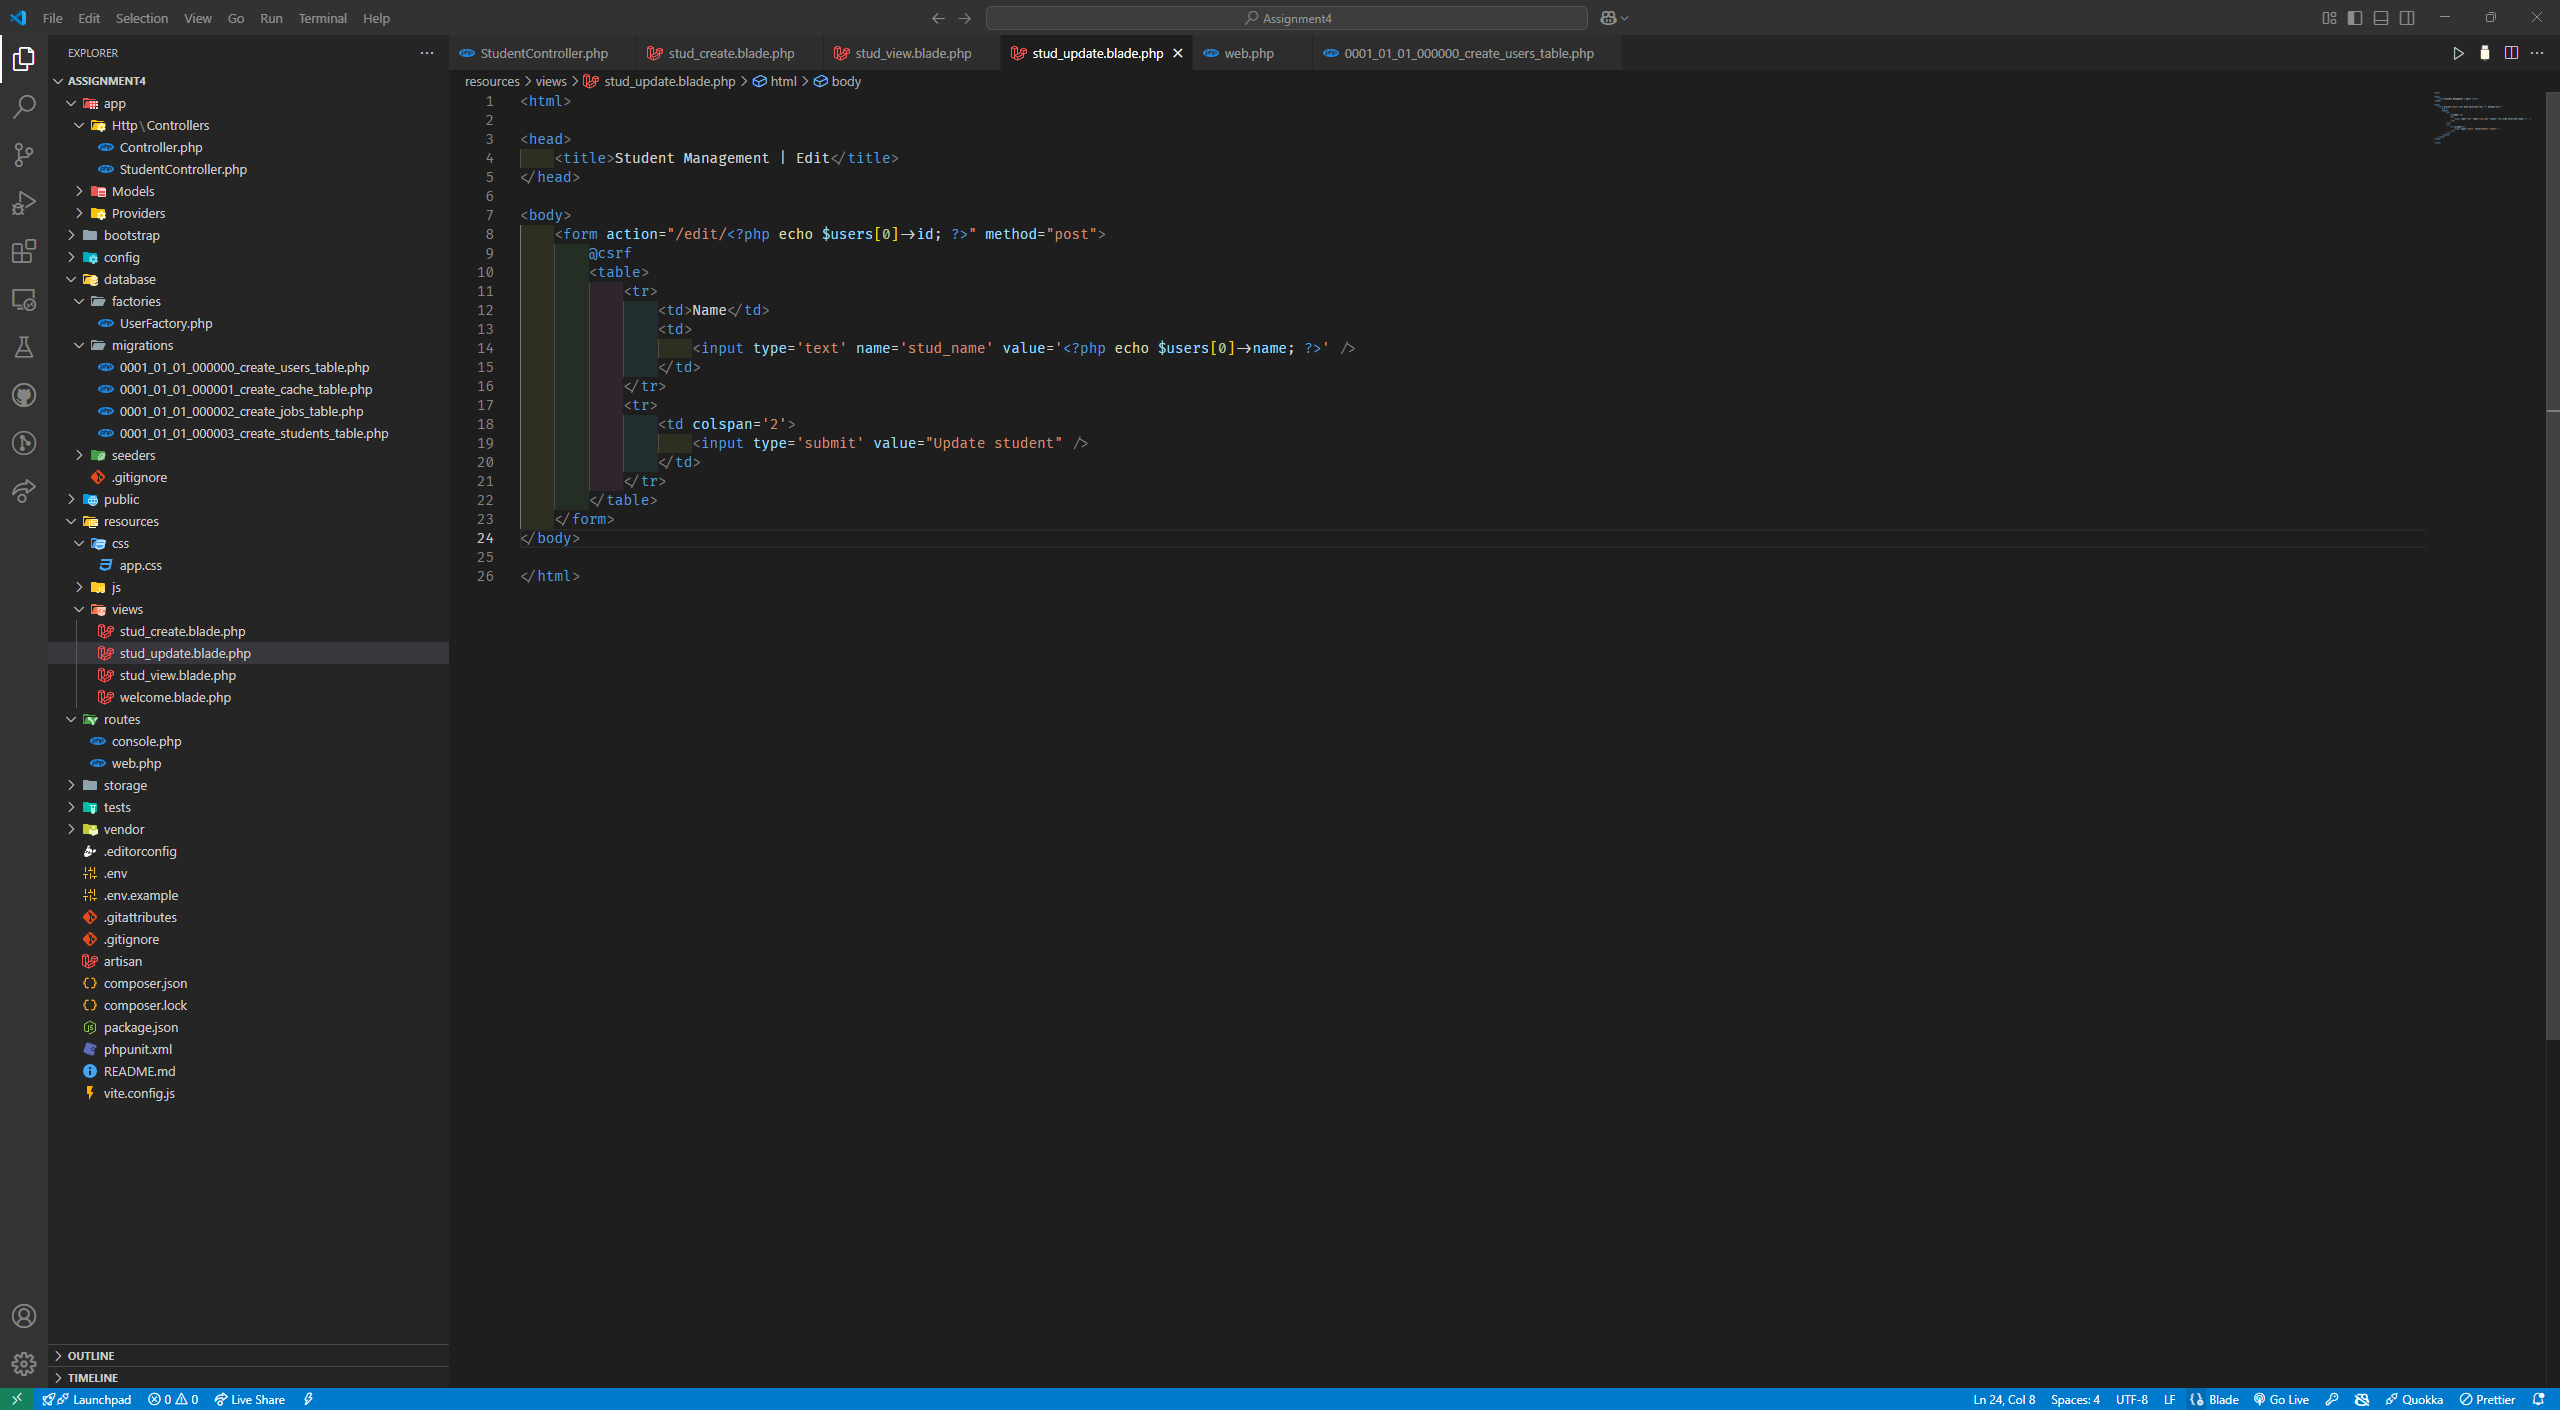 File Edit Selection View Go Run Terminal Help
Assignment4
EXPLORER
ASSIGNMENT4
app
Http\Controllers
Controller.php
StudentController.php
Models
Providers
bootstrap
config
database
factories
UserFactory.php
migrations
0001_01_01_000000_create_users_table.php
0001_01_01_000001_create_cache_table.php
0001_01_01_000002_create_jobs_table.php
0001_01_01_000003_create_students_table.php
seeders
.gitignore
public
resources
css
app.css
js
views
stud_create.blade.php
stud_update.blade.php
stud_view.blade.php
welcome.blade.php
routes
console.php
web.php
storage
tests
vendor
.editorconfig
.env
.env.example
.gitattributes
.gitignore
artisan
composer.json
composer.lock
package.json
phpunit.xml
README.md
vite.config.js
OUTLINE
TIMELINE
StudentController.php stud_create.blade.php stud_view.blade.php stud_update.blade.php web.php 0001_01_01_000000_create_users_table.php
resources > views > stud_update.blade.php > html > body
1 <html>
2
3 <head>
4 <title>Student Management | Edit</title>
5 </head>
6
7 <body>
8 <form action="/edit/<?php echo $users[0]->id; ?>" method="post">
9 @csrf
10 <table>
11 <tr>
12 <td>Name</td>
13 <td>
14 <input type='text' name='stud_name' value='<?php echo $users[0]->name; ?>' />
15 </td>
16 </tr>
17 <tr>
18 <td colspan='2'>
19 <input type='submit' value="Update student" />
20 </td>
21 </tr>
22 </table>
23 </form>
24 </body>
25
26 </html>
Launchpad 0 0 Live Share
Ln 24, Col 8 Spaces: 4 UTF-8 LF Blade Go Live Quokka Prettier